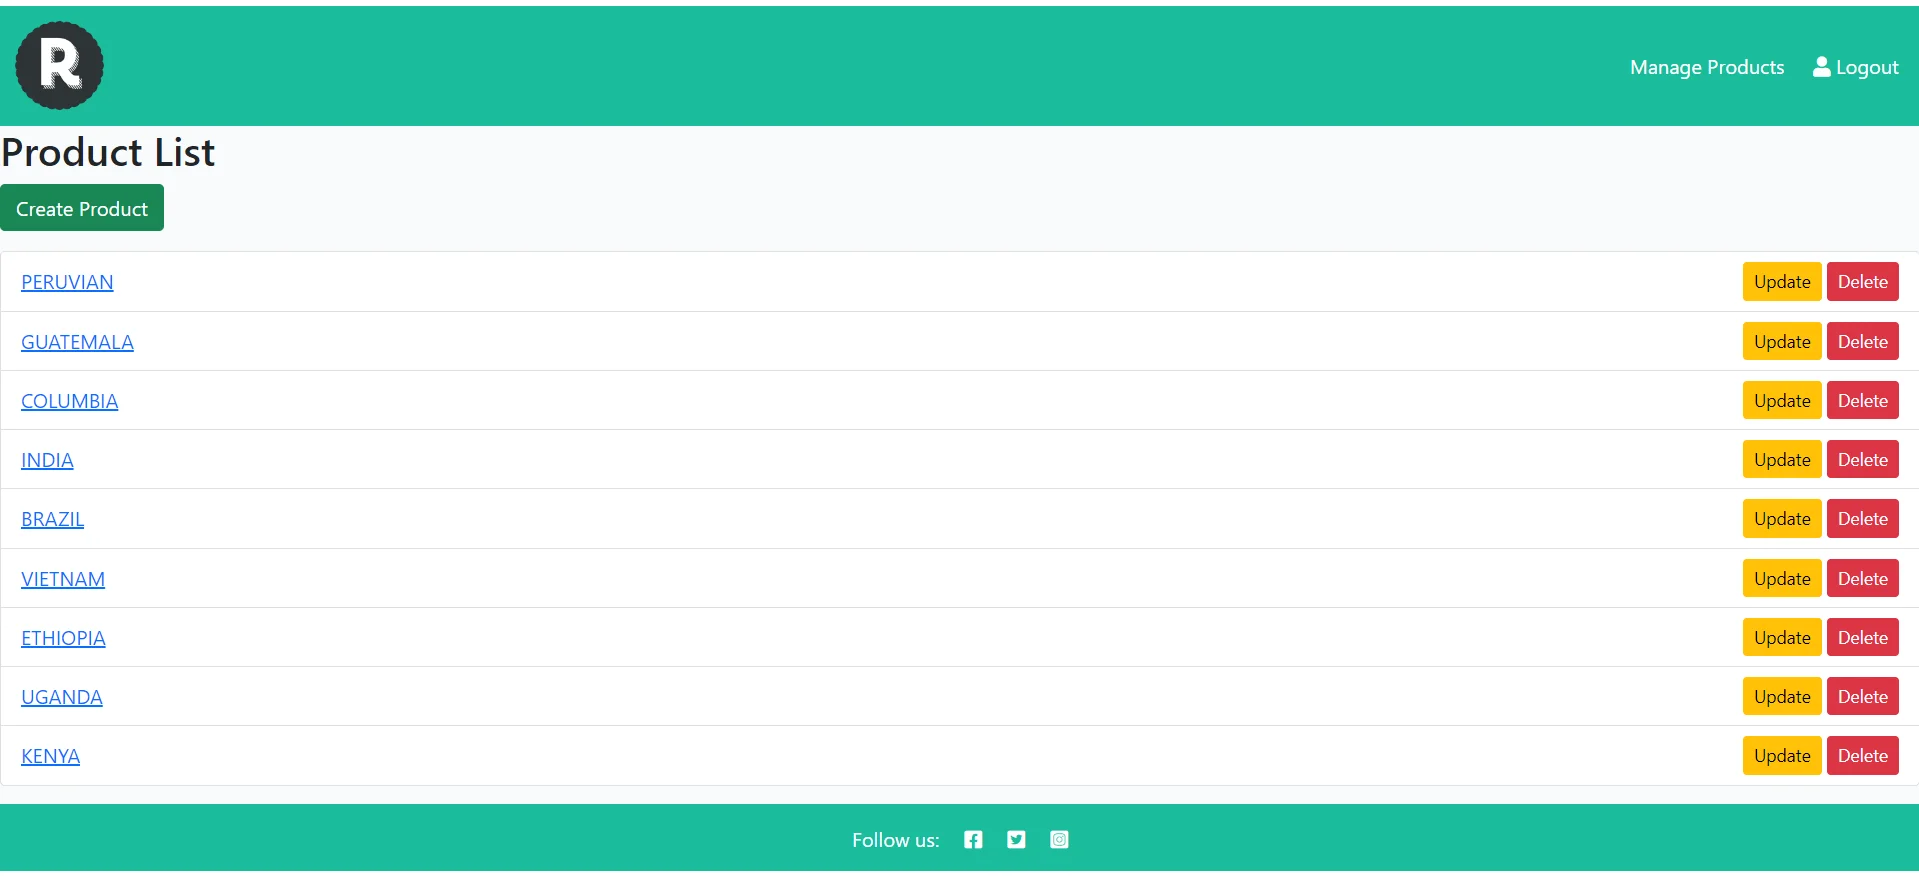 R
Manage Products Logout
Product List
Create Product
PERUVIAN Update Delete
GUATEMALA Update Delete
COLUMBIA Update Delete
INDIA Update Delete
BRAZIL Update Delete
VIETNAM Update Delete
ETHIOPIA Update Delete
UGANDA Update Delete
KENYA Update Delete
Follow us: